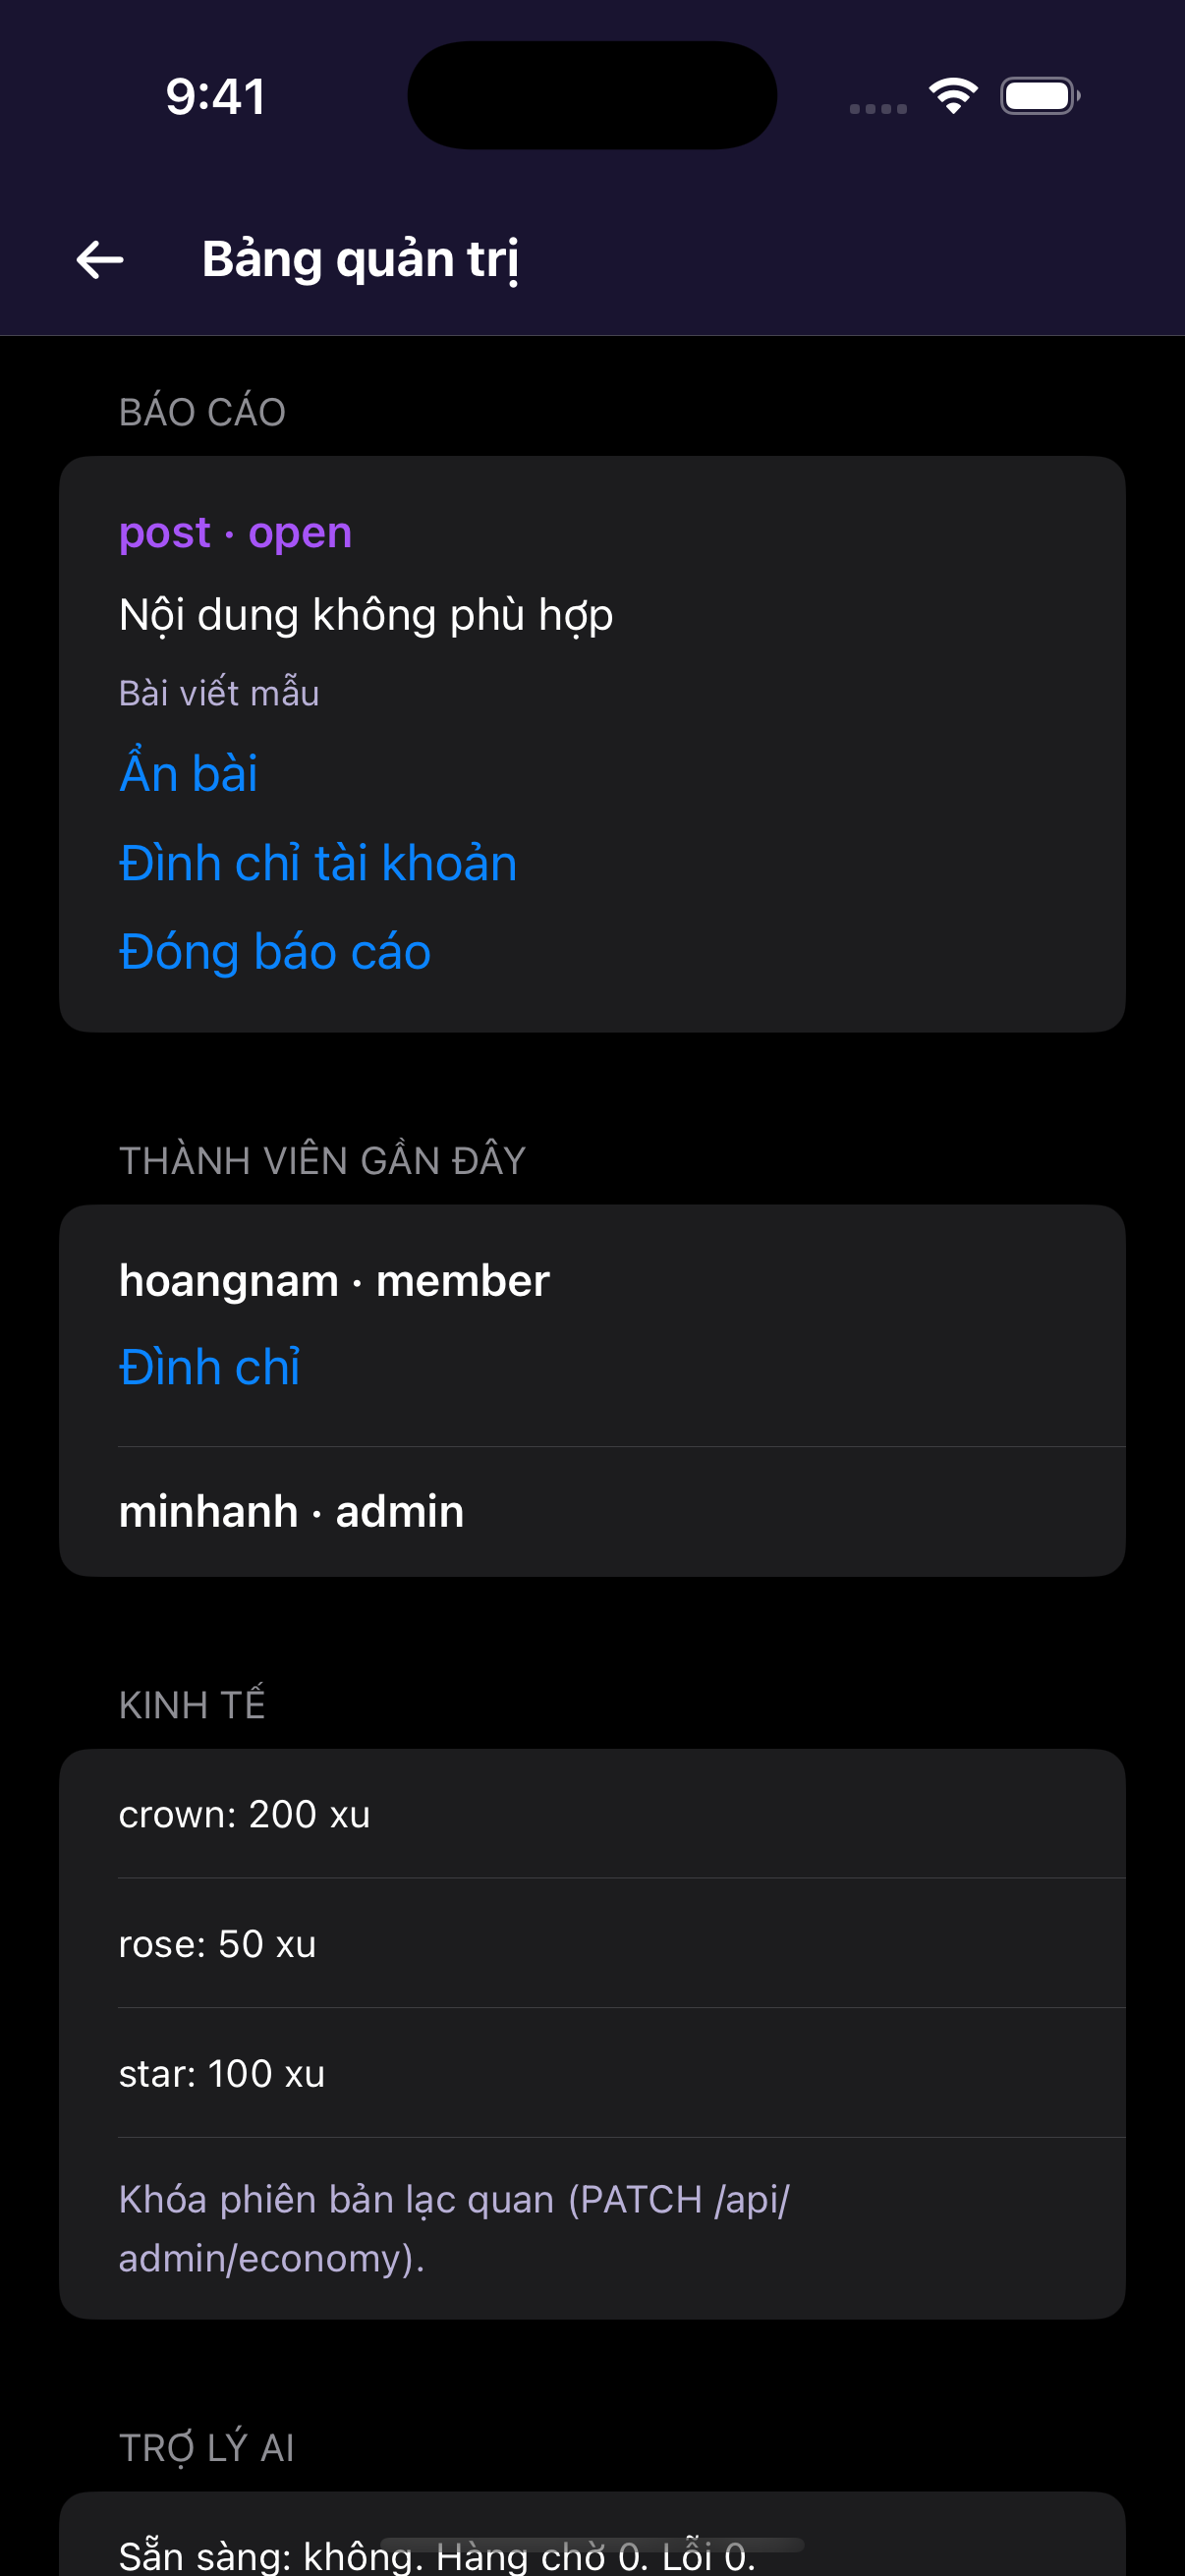 9:41
Bảng quản trị
BÁO CÁO
post · open
Nội dung không phù hợp
Bài viết mẫu
Ẩn bài
Đình chỉ tài khoản
Đóng báo cáo
THÀNH VIÊN GẦN ĐÂY
hoangnam · member
Đình chỉ
minhanh · admin
KINH TẾ
crown: 200 xu
rose: 50 xu
star: 100 xu
Khóa phiên bản lạc quan (PATCH /api/
admin/economy).
TRỢ LÝ AI
Sẵn sàng: không. Hàng chờ 0. Lỗi 0.